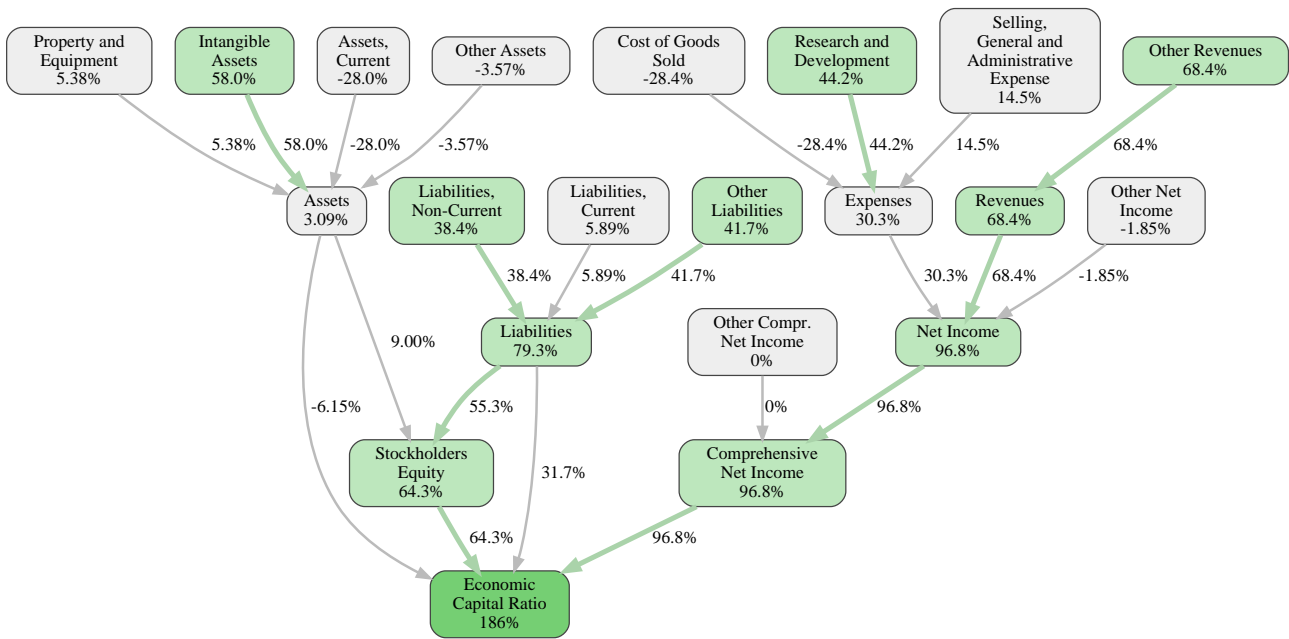 Property and
Equipment
5.38%
Intangible
Assets
58.0%
Assets,
Current
-28.0%
Other Assets
-3.57%
Cost of Goods
Sold
-28.4%
Research and
Development
44.2%
Selling,
General and
Administrative
Expense
14.5%
Other Revenues
68.4%
5.38%
58.0%
-28.0%
-3.57%
-28.4%
44.2%
14.5%
68.4%
Assets
3.09%
Liabilities,
Non-Current
38.4%
Liabilities,
Current
5.89%
Other
Liabilities
41.7%
Expenses
30.3%
Revenues
68.4%
Other Net
Income
-1.85%
38.4%
5.89%
41.7%
30.3%
68.4%
-1.85%
9.00%
Liabilities
79.3%
Other Compr.
Net Income
0%
Net Income
96.8%
-6.15%
55.3%
0%
96.8%
Stockholders
Equity
64.3%
31.7%
Comprehensive
Net Income
96.8%
64.3%
96.8%
Economic
Capital Ratio
186%